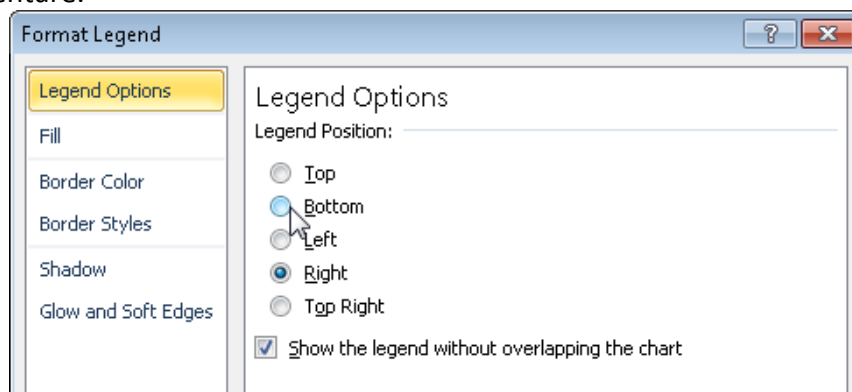 Format Legend
Legend Options
Fill
Border Color
Border Styles
Shadow
Glow and Soft Edges
Legend Options
Legend Position:
Top
Bottom
Left
Right
Top Right
Show the legend without overlapping the chart